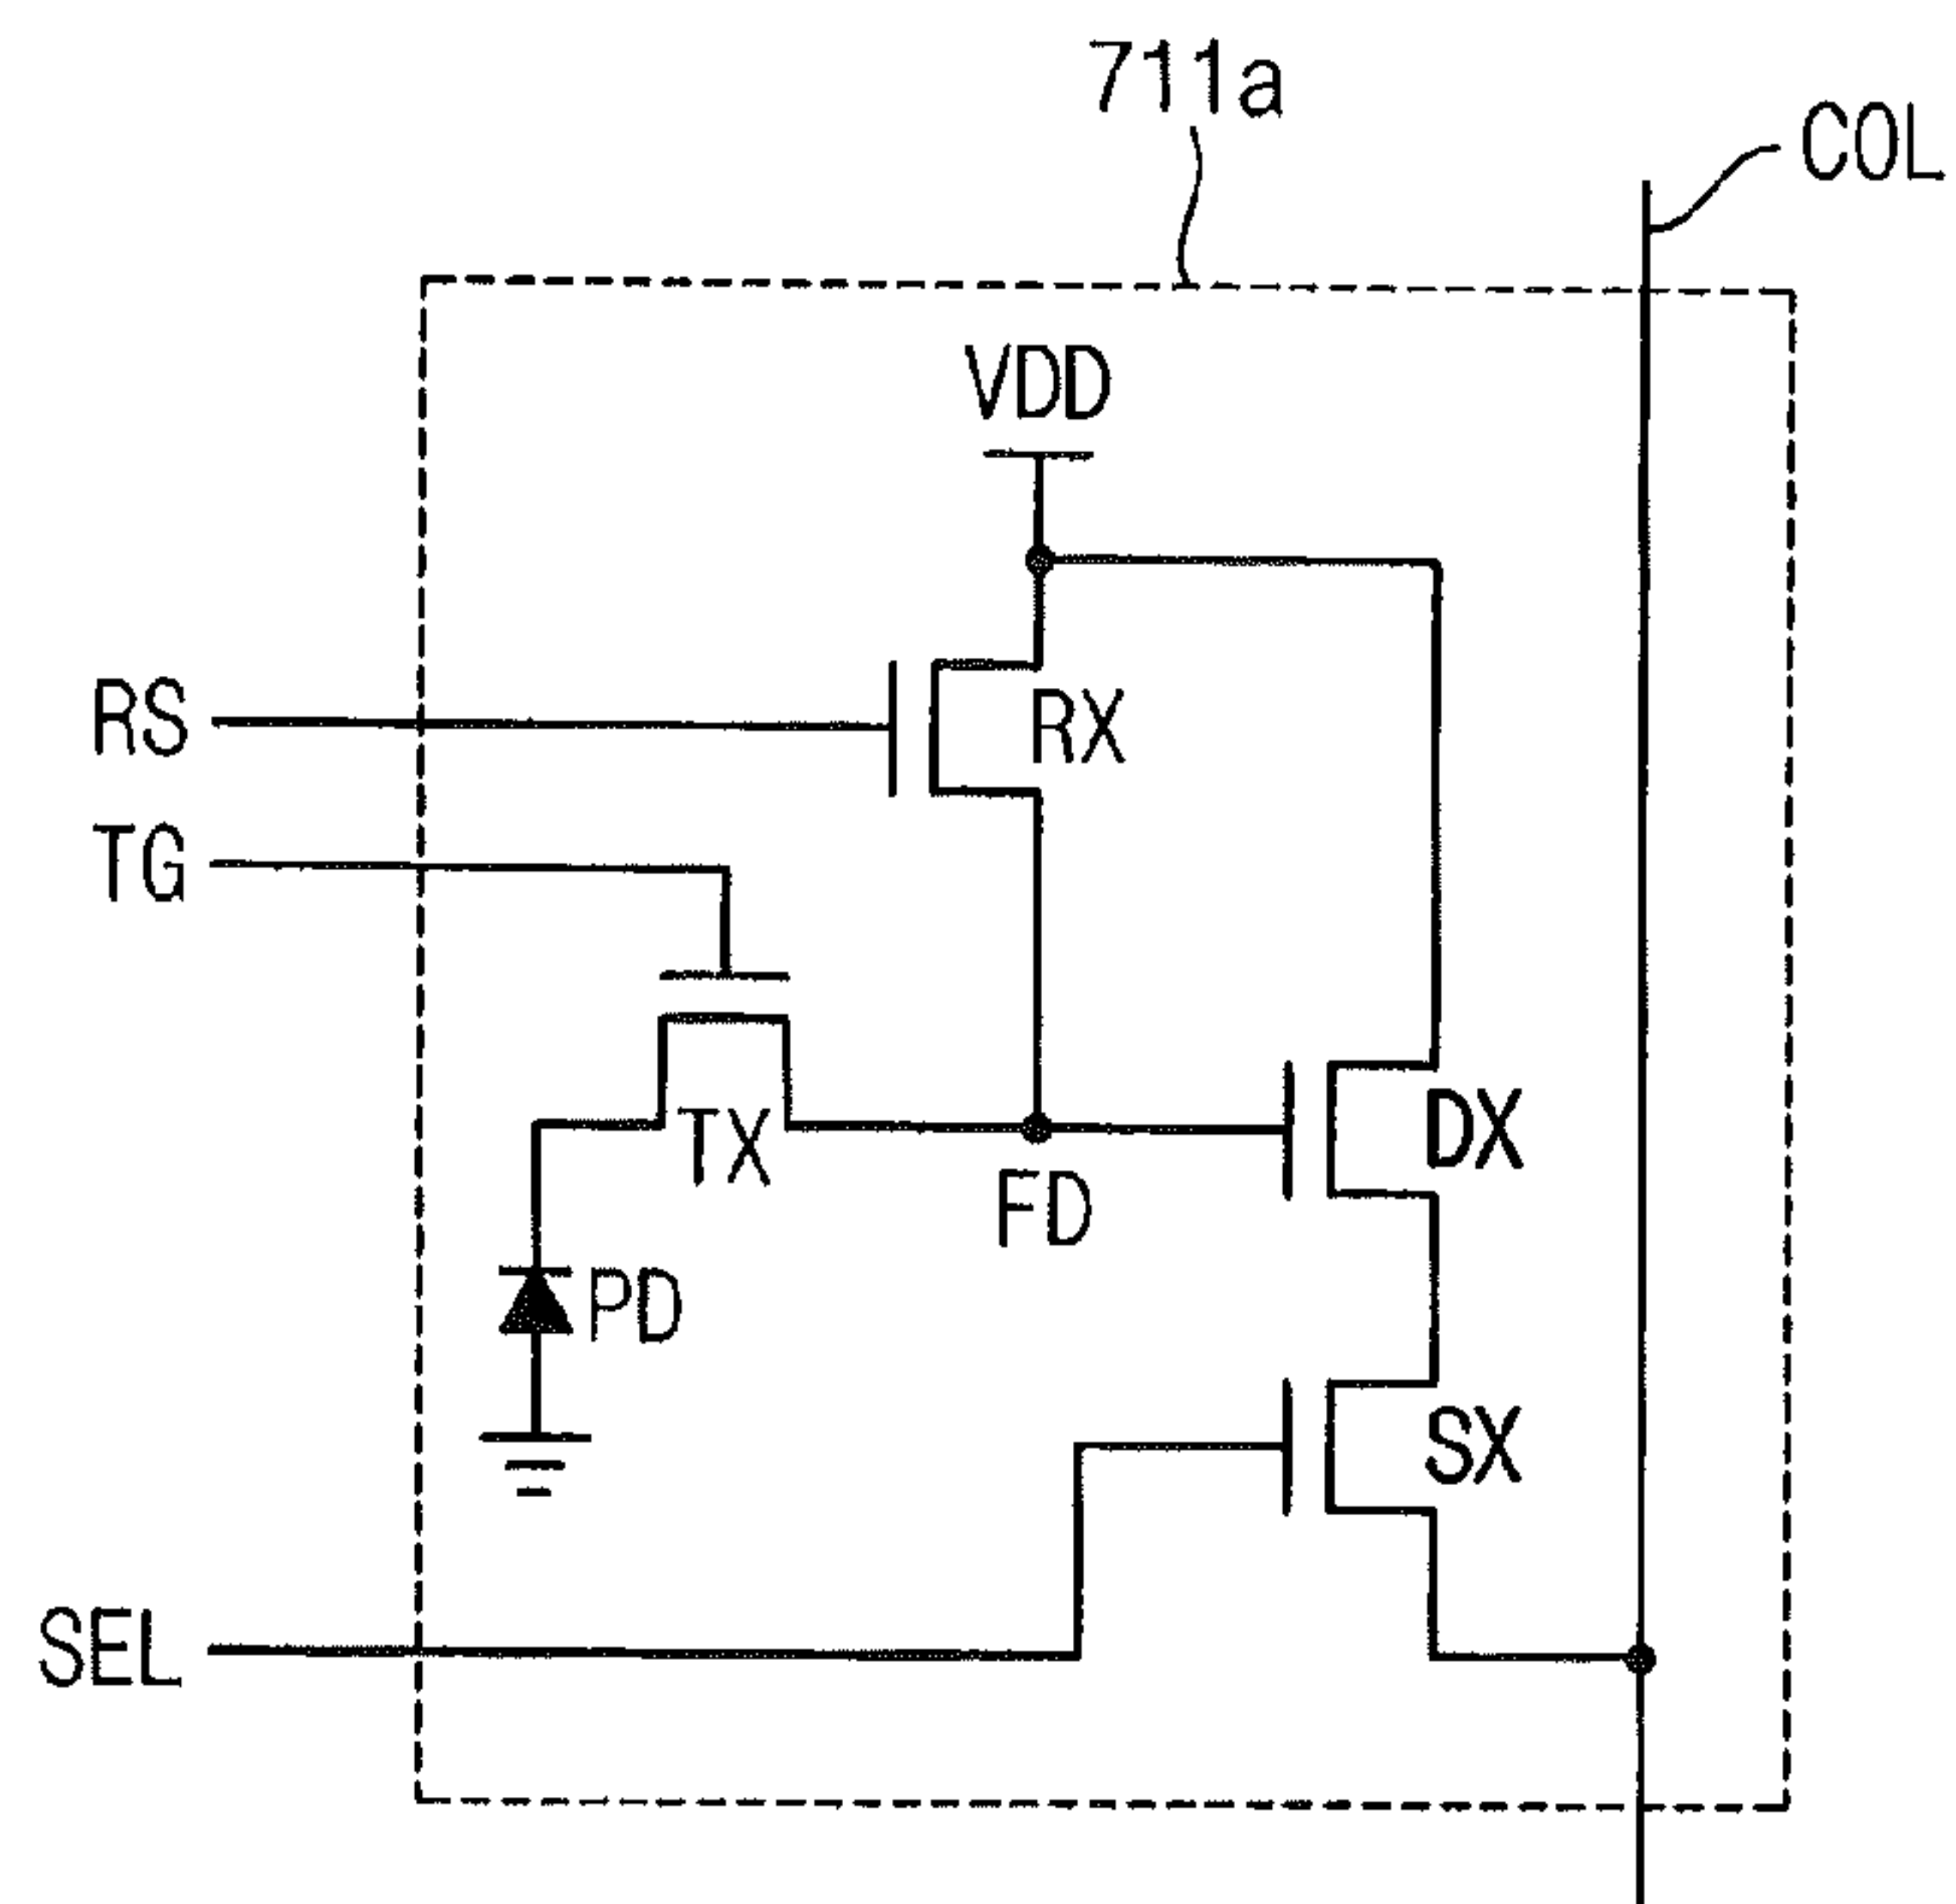 711a
COL
VDD
RS
RX
TG
TX
DX
FD
PD
SX
SEL